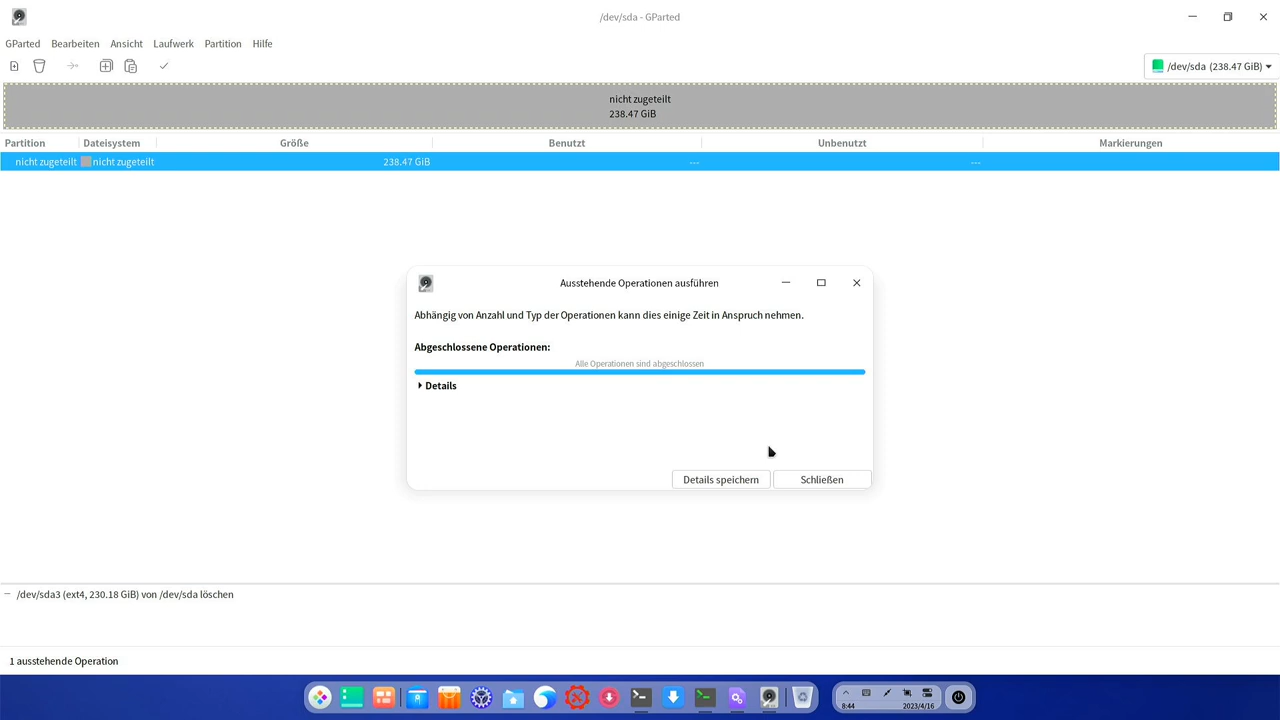 /dev/sda - GParted
GParted Bearbeiten Ansicht Laufwerk Partition Hilfe
/dev/sda (238.47 GiB)
nicht zugeteilt
238.47 GiB
Partition Dateisystem Größe Benutzt Unbenutzt Markierungen
nicht zugeteilt nicht zugeteilt 238.47 GiB --- ---
Ausstehende Operationen ausführen
Abhängig von Anzahl und Typ der Operationen kann dies einige Zeit in Anspruch nehmen.
Abgeschlossene Operationen:
Alle Operationen sind abgeschlossen
Details
Details speichern Schließen
/dev/sda3 (ext4, 230.18 GiB) von /dev/sda löschen
1 ausstehende Operation
8:44 2023/4/16